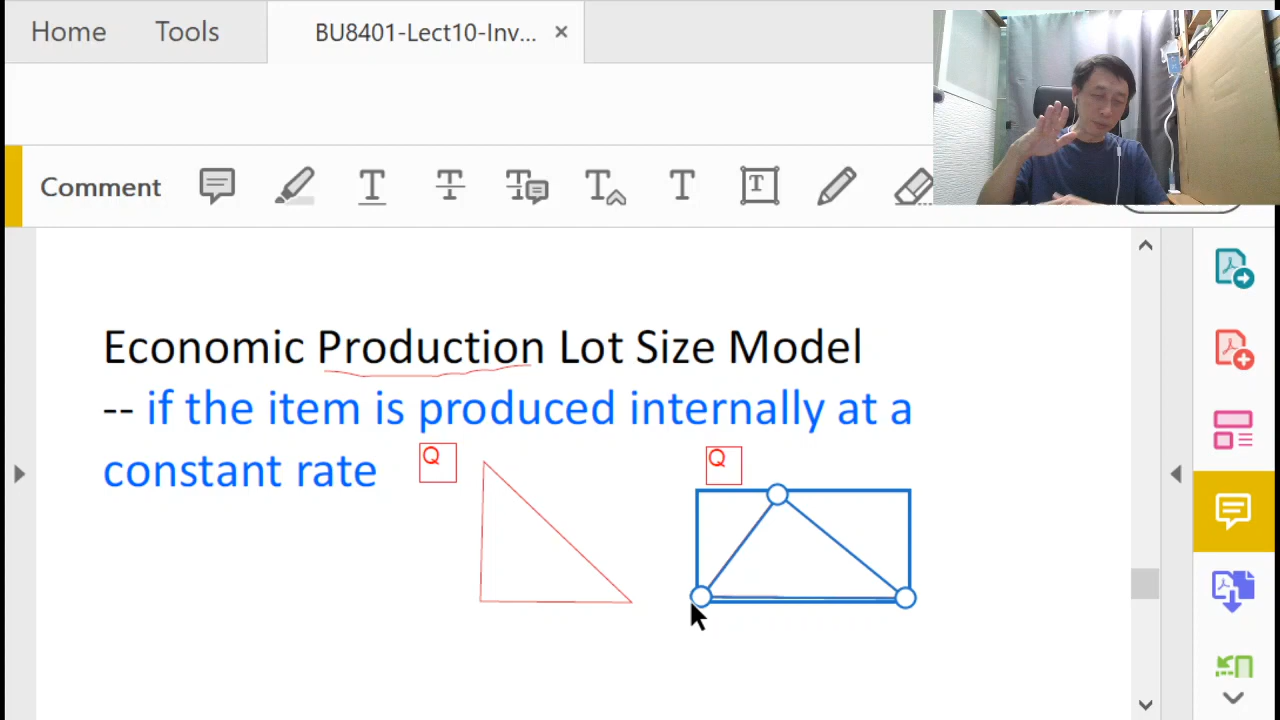 Home Tools BU8401-Lect10-Inv... ×
Comment T T T T T T
Economic Production Lot Size Model
-- if the item is produced internally at a
constant rate
Q
Q